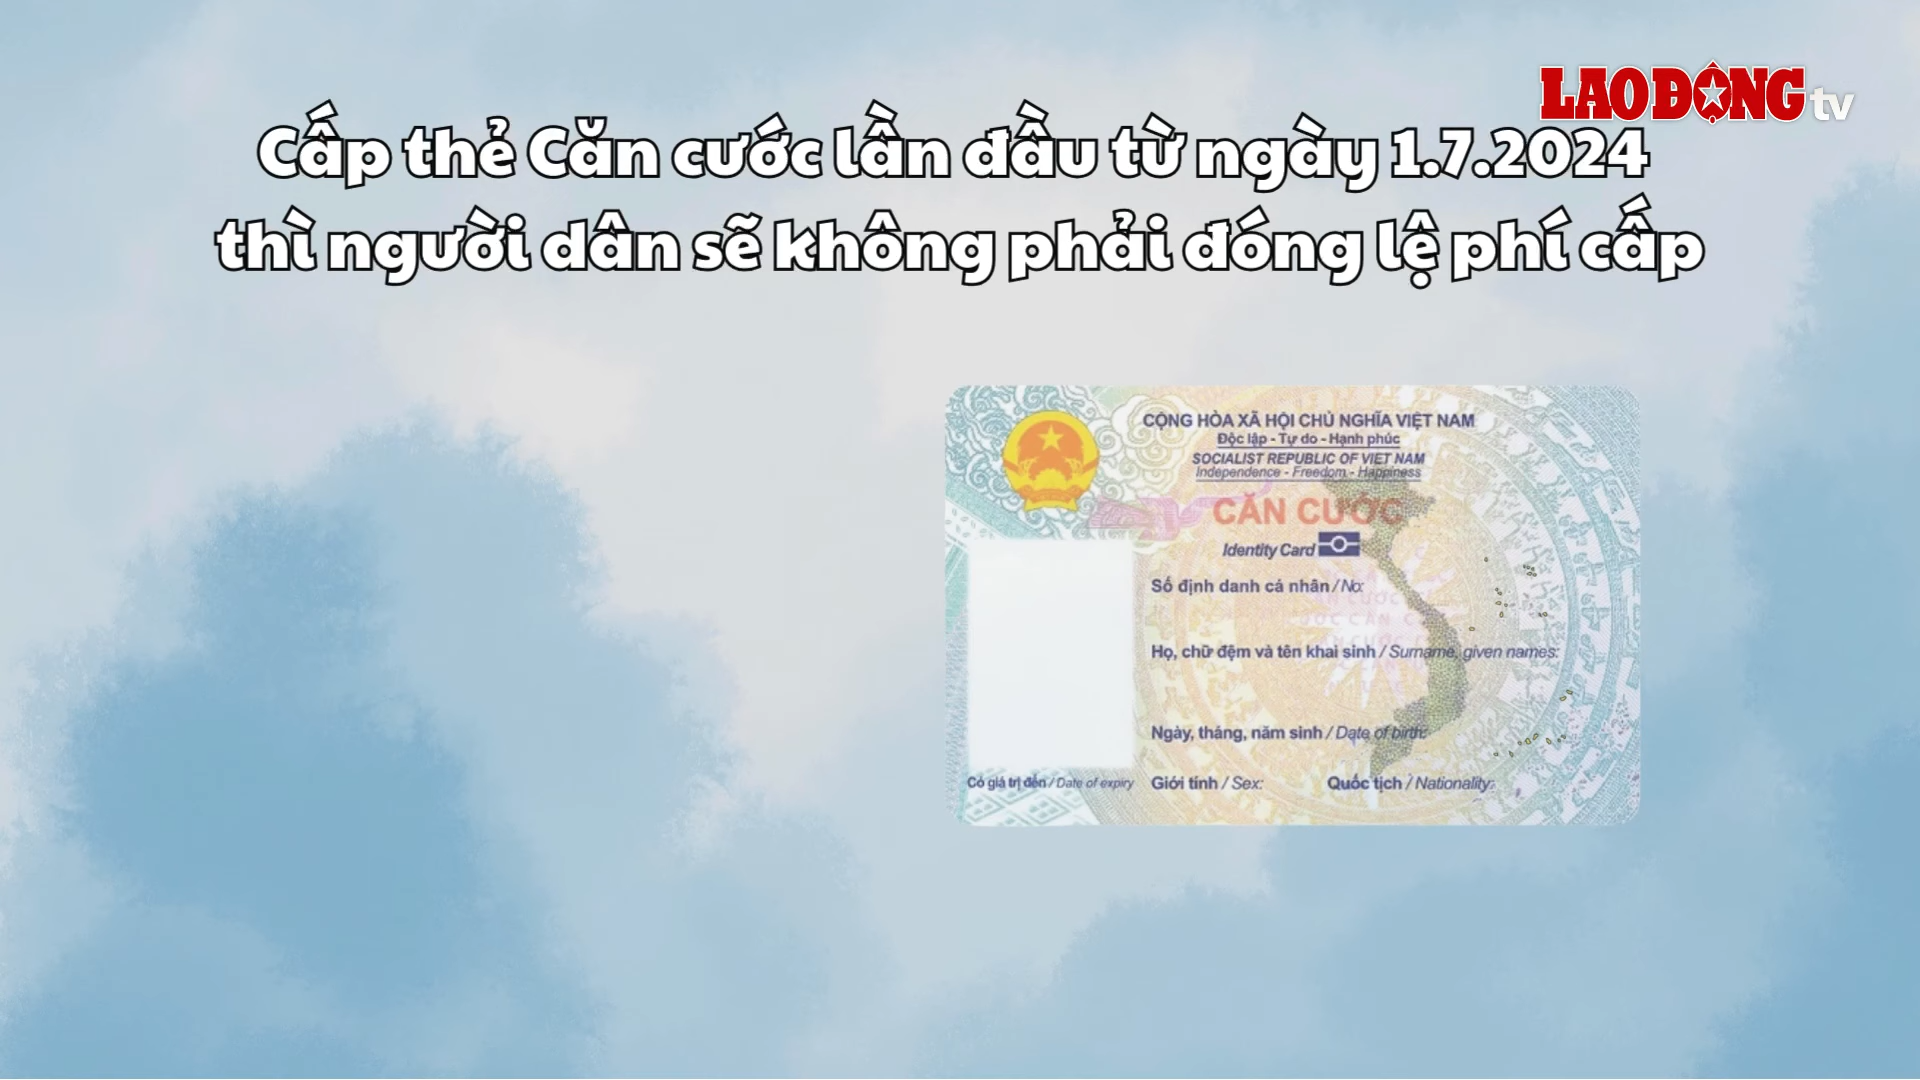 LAO ĐỘNG tv
Cấp thẻ Căn cước lần đầu từ ngày 1.7.2024
thì người dân sẽ không phải đóng lệ phí cấp
CỘNG HÒA XÃ HỘI CHỦ NGHĨA VIỆT NAM
Độc lập - Tự do - Hạnh phúc
SOCIALIST REPUBLIC OF VIET NAM
Independence - Freedom - Happiness
CĂN CƯỚC
Identity Card
Số định danh cá nhân / No:
Họ, chữ đệm và tên khai sinh / Surname, given names:
Ngày, tháng, năm sinh / Date of birth:
Có giá trị đến / Date of expiry
Giới tính / Sex:
Quốc tịch / Nationality: